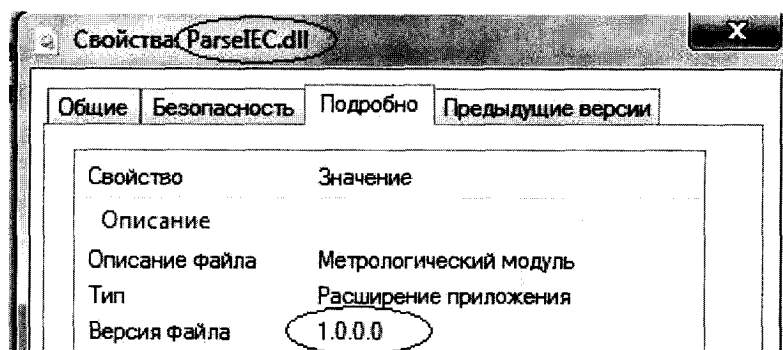 Свойства: ParseIEC.dll
Общие Безопасность Подробно Предыдущие версии
Свойство Значение
Описание
Описание файла Метрологический модуль
Тип Расширение приложения
Версия файла 1.0.0.0